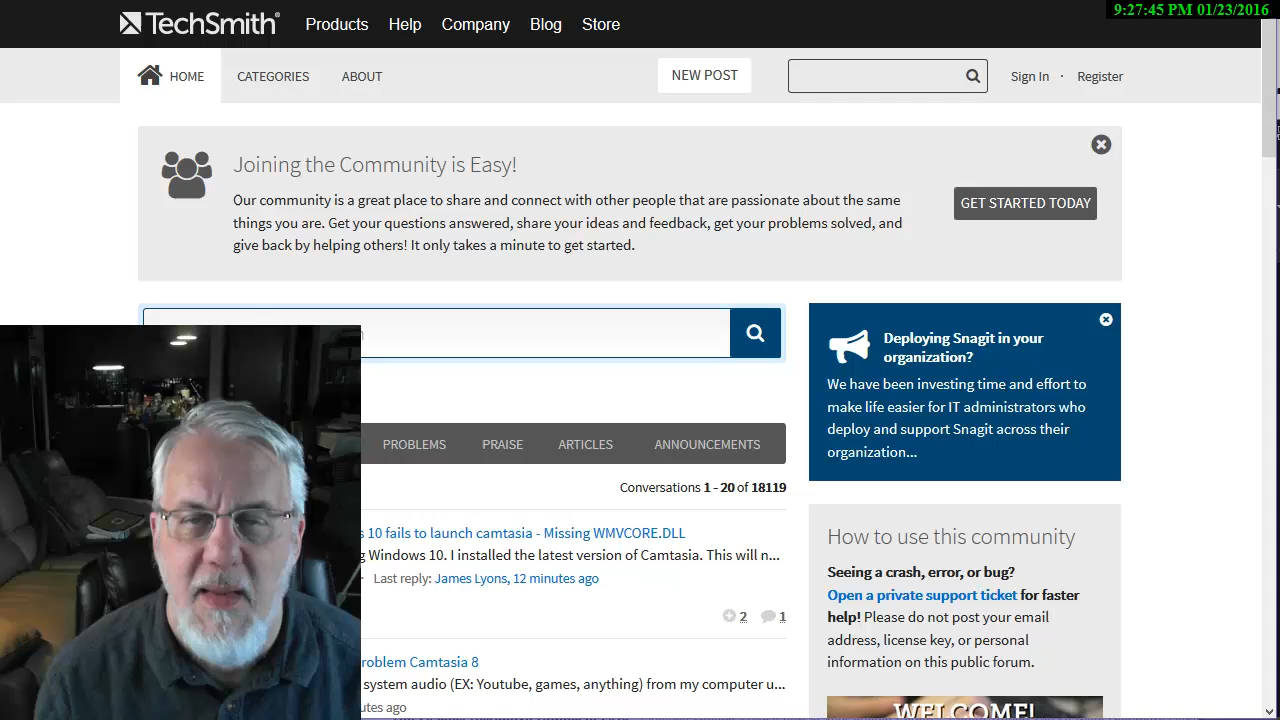 9:27:45 PM 01/23/2016
TechSmith
Products Help Company Blog Store
HOME CATEGORIES ABOUT NEW POST Sign In · Register
Joining the Community is Easy!
Our community is a great place to share and connect with other people that are passionate about the same
things you are. Get your questions answered, share your ideas and feedback, get your problems solved, and
give back by helping others! It only takes a minute to get started.
GET STARTED TODAY
Deploying Snagit in your
organization?
We have been investing time and effort to
make life easier for IT administrators who
deploy and support Snagit across their
organization...
PROBLEMS PRAISE ARTICLES ANNOUNCEMENTS
Conversations 1 - 20 of 18119
10 fails to launch camtasia - Missing WMVCORE.DLL
Windows 10. I installed the latest version of Camtasia. This will n...
Last reply: James Lyons, 12 minutes ago
2 1
Camtasia 8
system audio (EX: Youtube, games, anything) from my computer u...
ago
How to use this community
Seeing a crash, error, or bug?
Open a private support ticket for faster
help! Please do not post your email
address, license key, or personal
information on this public forum.
WELCOME!